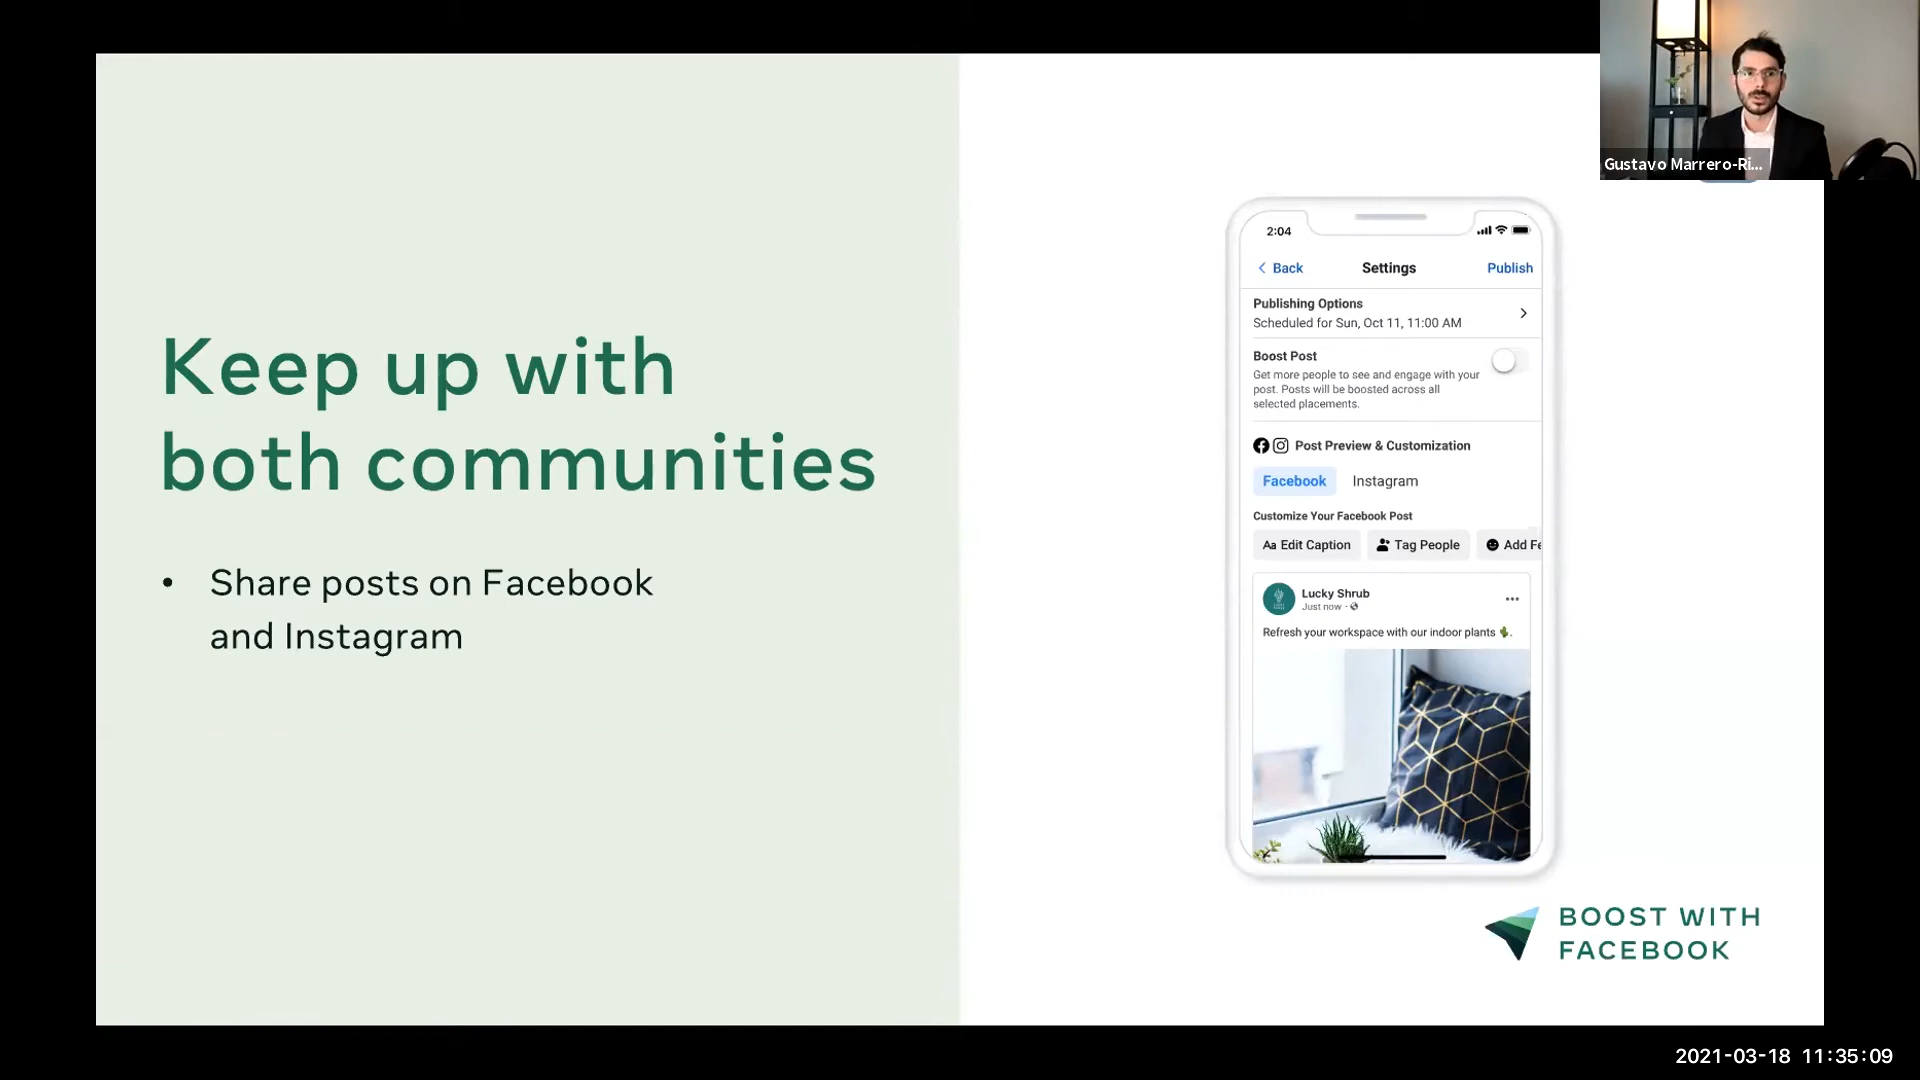 Gustavo Marrero-Ri...
Keep up with
both communities
• Share posts on Facebook
and Instagram
2:04
Back
Settings
Publish
Publishing Options
Scheduled for Sun, Oct 11, 11:00 AM
Boost Post
Get more people to see and engage with your
post. Posts will be boosted across all
selected placements.
Post Preview & Customization
Facebook
Instagram
Customize Your Facebook Post
Aa Edit Caption
Tag People
Add Fe
Lucky Shrub
Just now ·
Refresh your workspace with our indoor plants 🌵.
BOOST WITH
FACEBOOK
2021-03-18 11:35:09